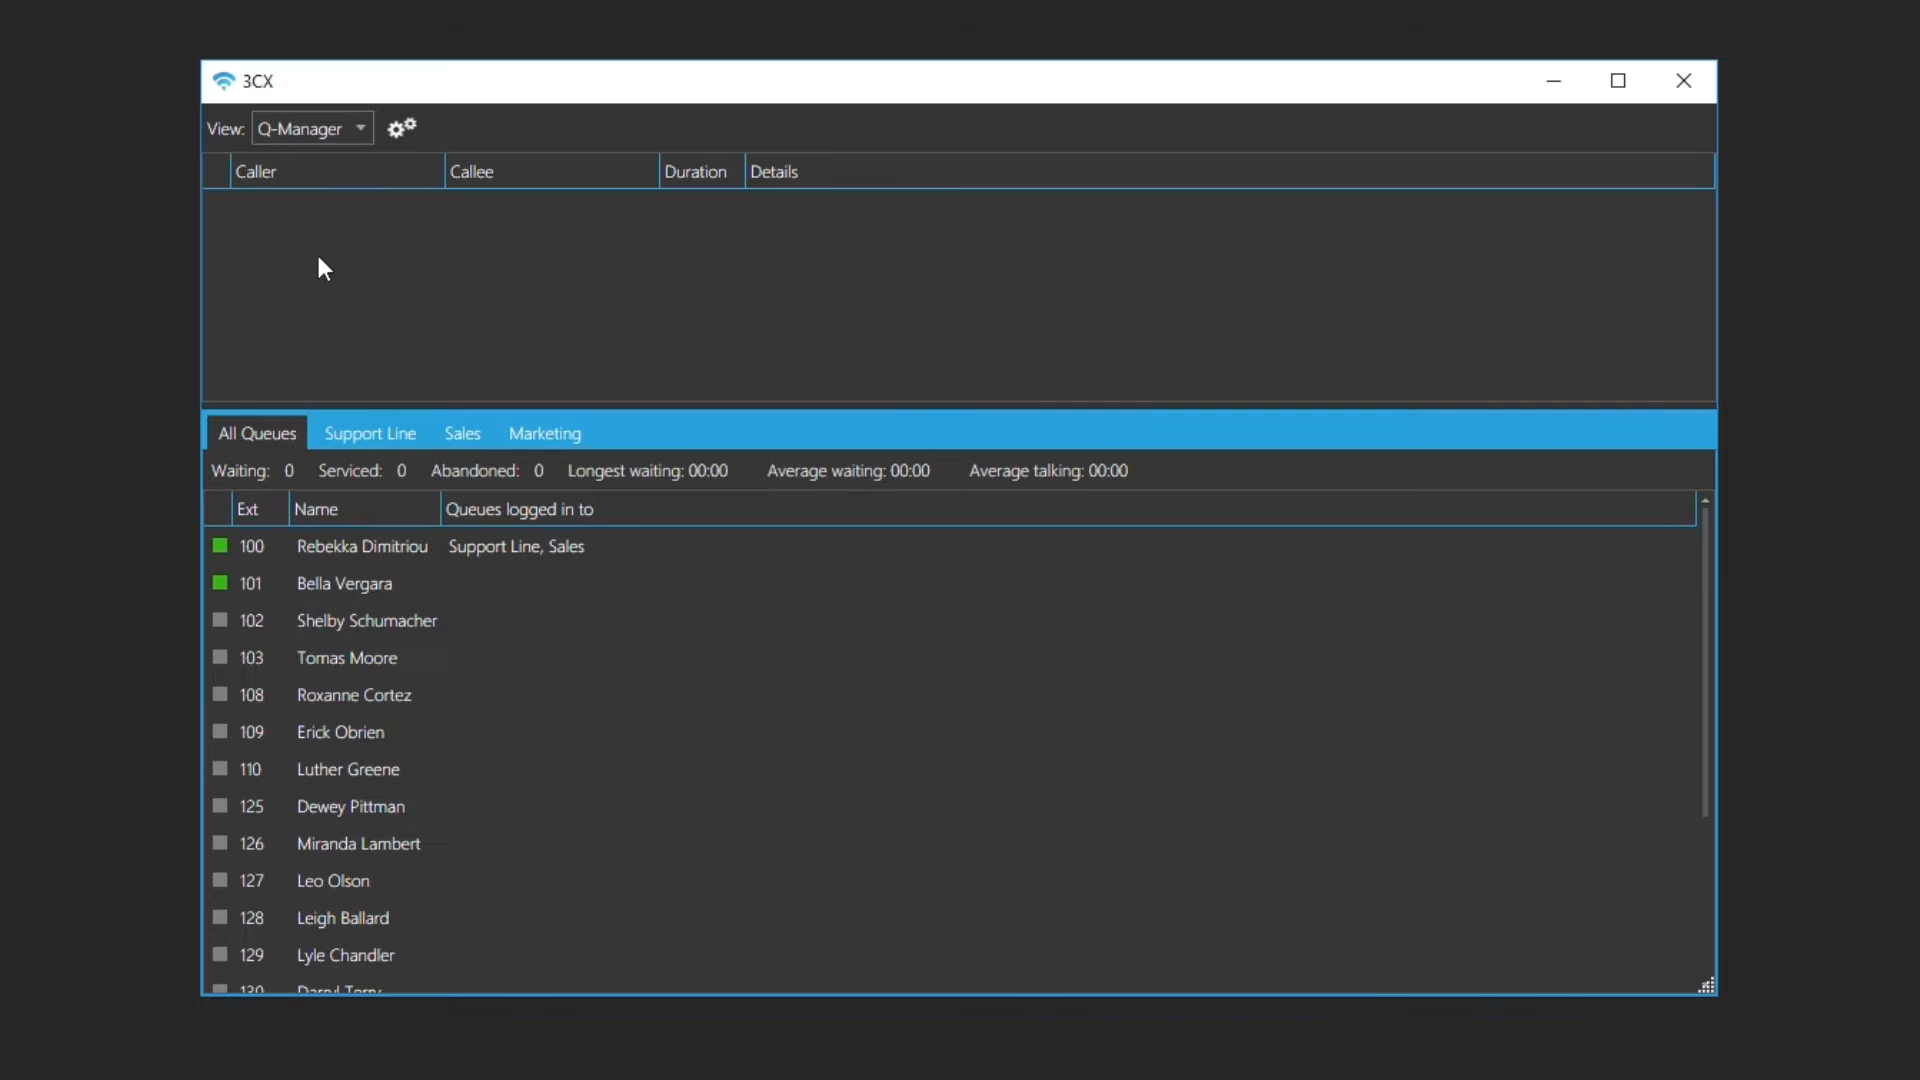 3CX
View: Q-Manager
Caller Callee Duration Details
All Queues Support Line Sales Marketing
Waiting: 0 Serviced: 0 Abandoned: 0 Longest waiting: 00:00 Average waiting: 00:00 Average talking: 00:00
Ext Name Queues logged in to
100 Rebekka Dimitriou Support Line, Sales
101 Bella Vergara
102 Shelby Schumacher
103 Tomas Moore
108 Roxanne Cortez
109 Erick Obrien
110 Luther Greene
125 Dewey Pittman
126 Miranda Lambert
127 Leo Olson
128 Leigh Ballard
129 Lyle Chandler
130 Darryl Terry